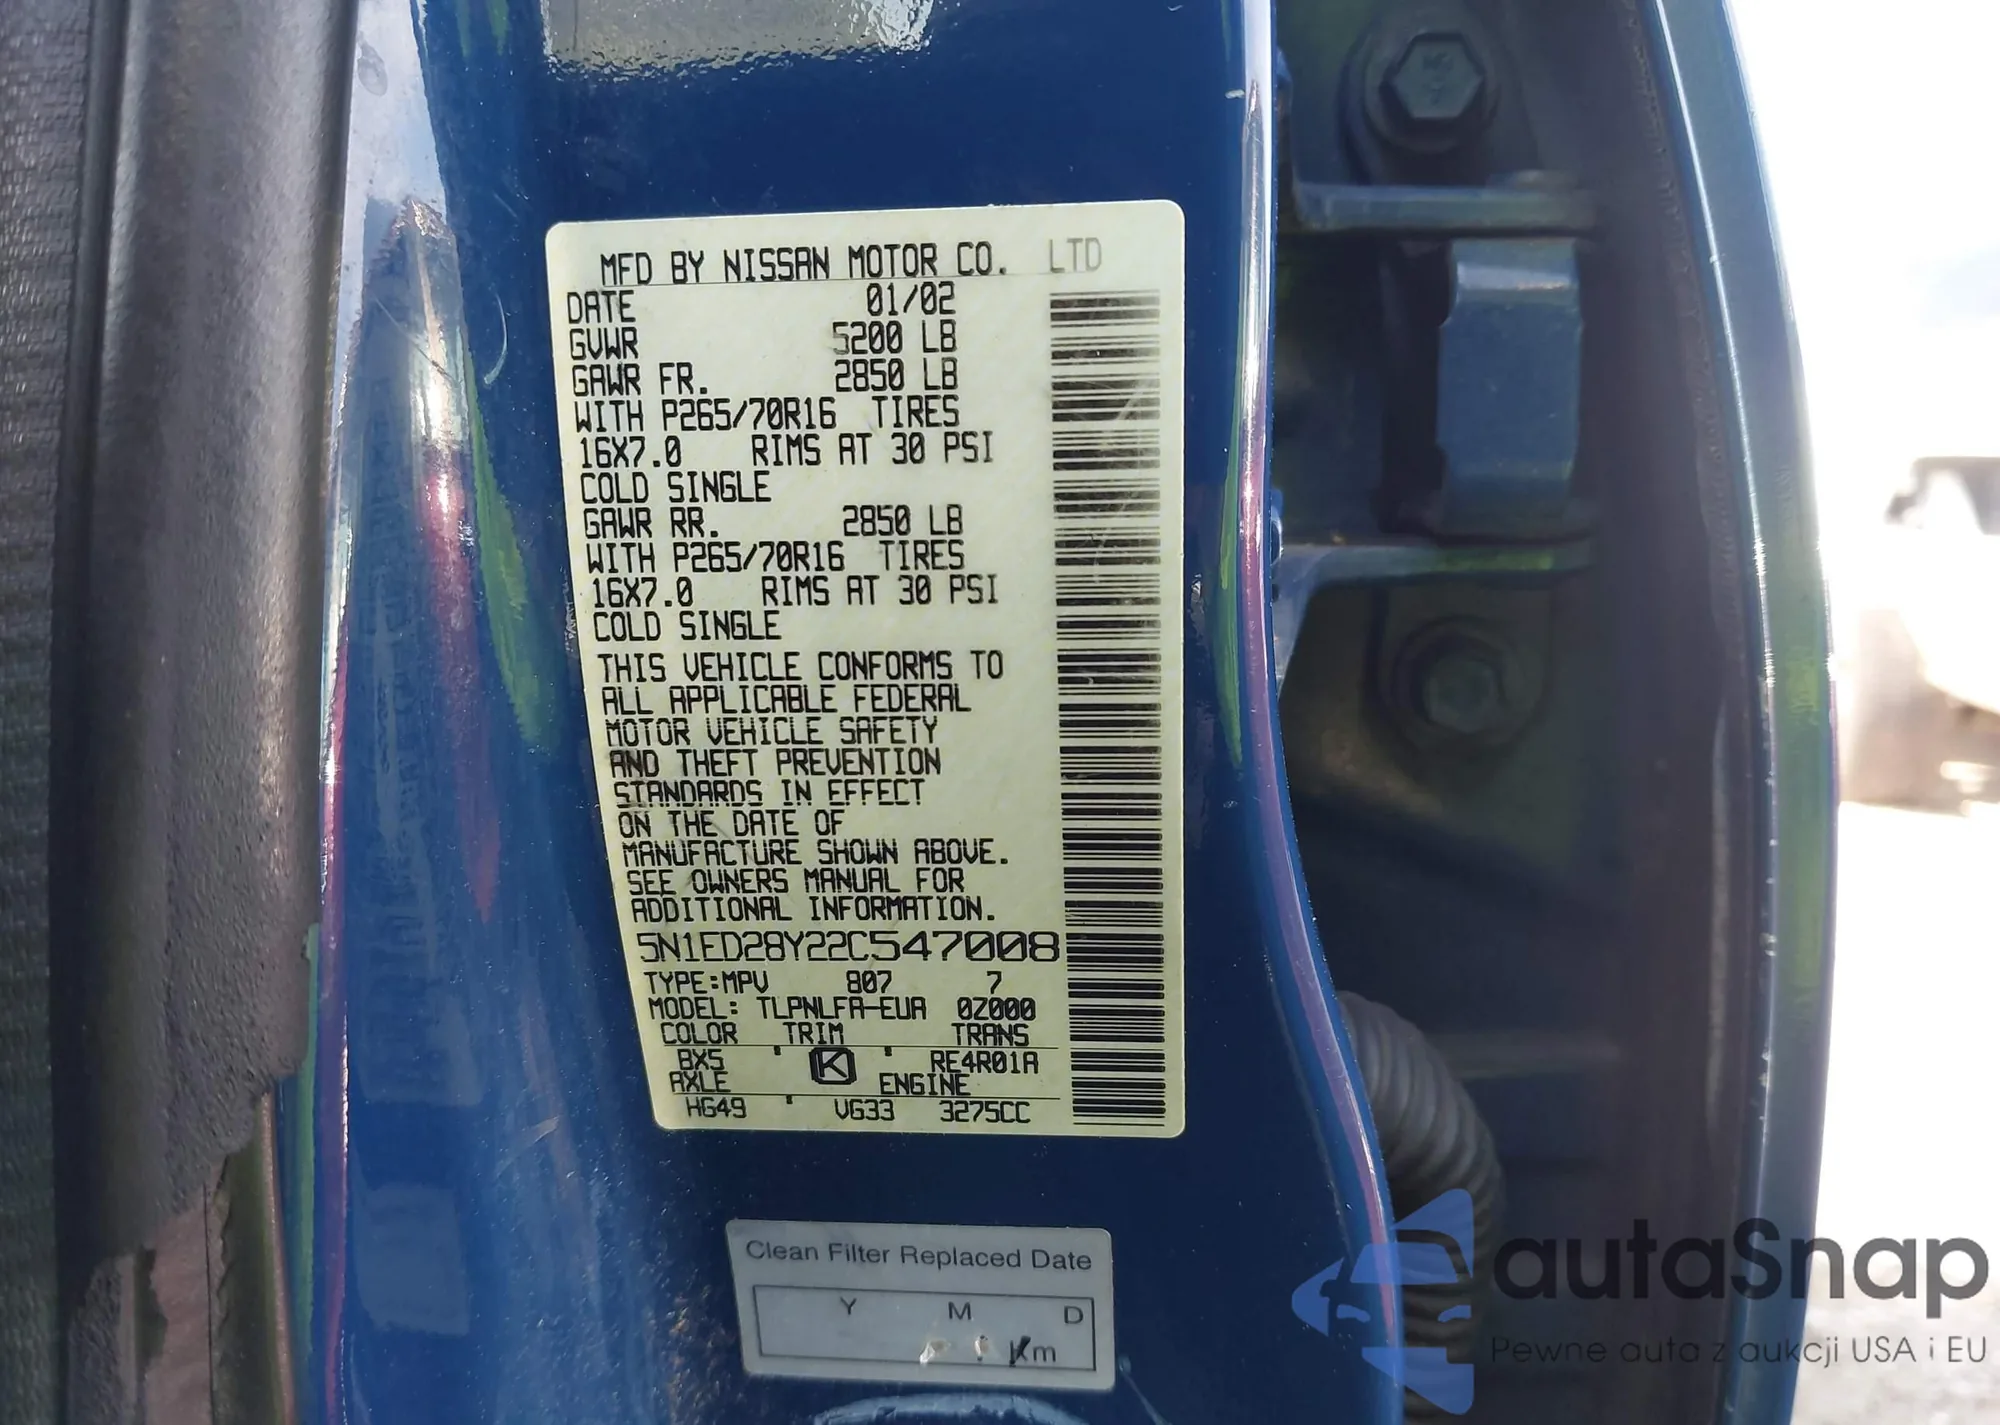 MFD BY NISSAN MOTOR CO. LTD
DATE 01/02
GVWR 5200 LB
GAWR FR. 2850 LB
WITH P265/70R16 TIRES
16X7.0 RIMS AT 30 PSI
COLD SINGLE
GAWR RR. 2850 LB
WITH P265/70R16 TIRES
16X7.0 RIMS AT 30 PSI
COLD SINGLE
THIS VEHICLE CONFORMS TO
ALL APPLICABLE FEDERAL
MOTOR VEHICLE SAFETY
AND THEFT PREVENTION
STANDARDS IN EFFECT
ON THE DATE OF
MANUFACTURE SHOWN ABOVE.
SEE OWNERS MANUAL FOR
ADDITIONAL INFORMATION.
5N1ED28Y22C547008
TYPE:MPV 807 7
MODEL: TLPNLFA-EUA 0Z000
COLOR TRIM TRANS
BX5 K RE4R01A
AXLE ENGINE
HG49 VG33 3275CC
Clean Filter Replaced Date
Y M D
Km
autaSnap
Pewne auta z aukcji USA i EU